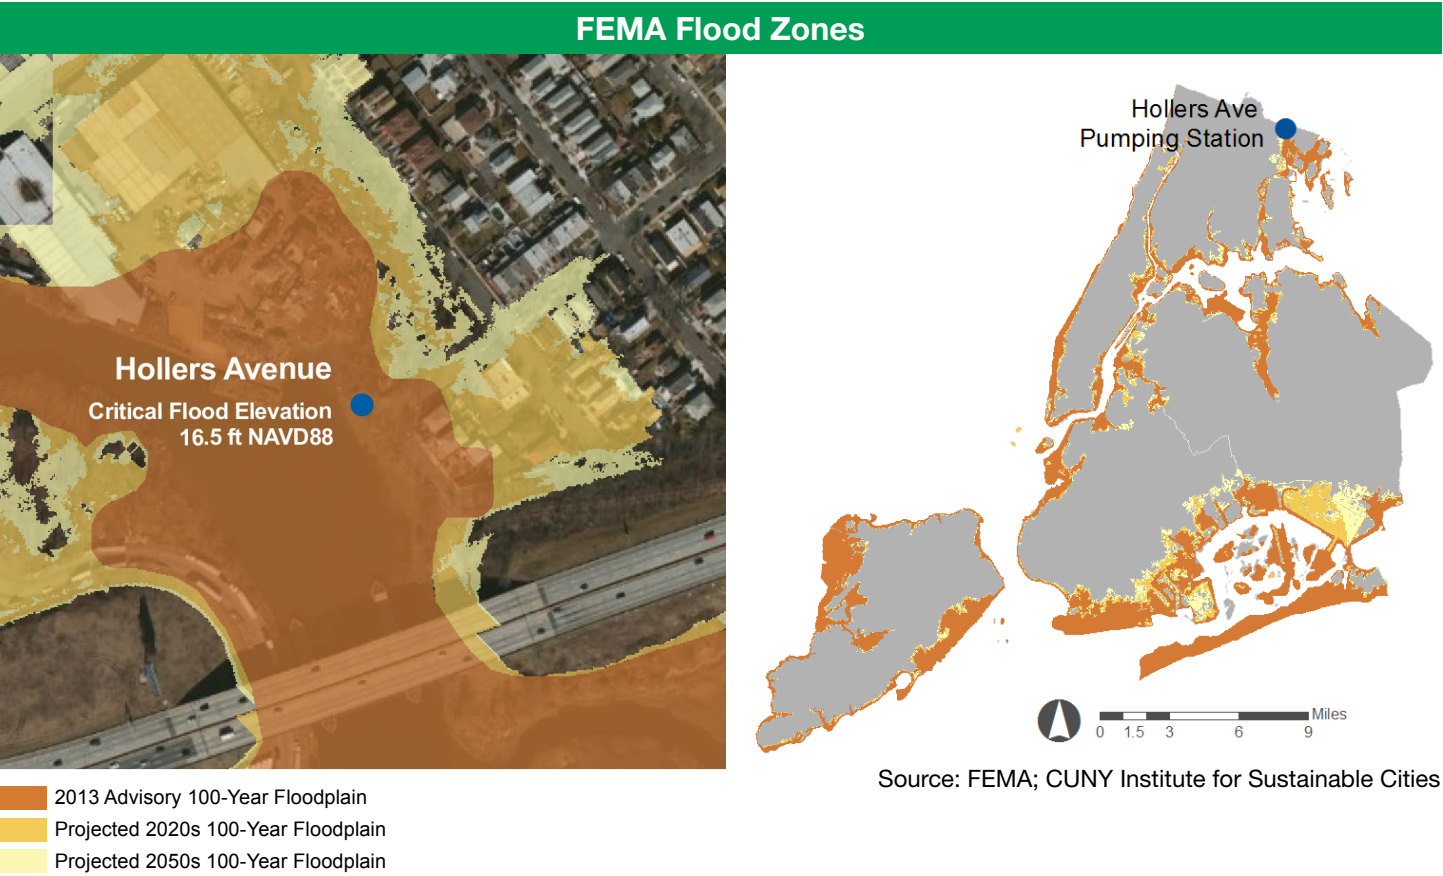 FEMA Flood Zones
Hollers Avenue
Critical Flood Elevation
16.5 ft NAVD88
Hollers Ave
Pumping Station
Miles
0 1.5 3 6 9
Source: FEMA; CUNY Institute for Sustainable Cities
2013 Advisory 100-Year Floodplain
Projected 2020s 100-Year Floodplain
Projected 2050s 100-Year Floodplain